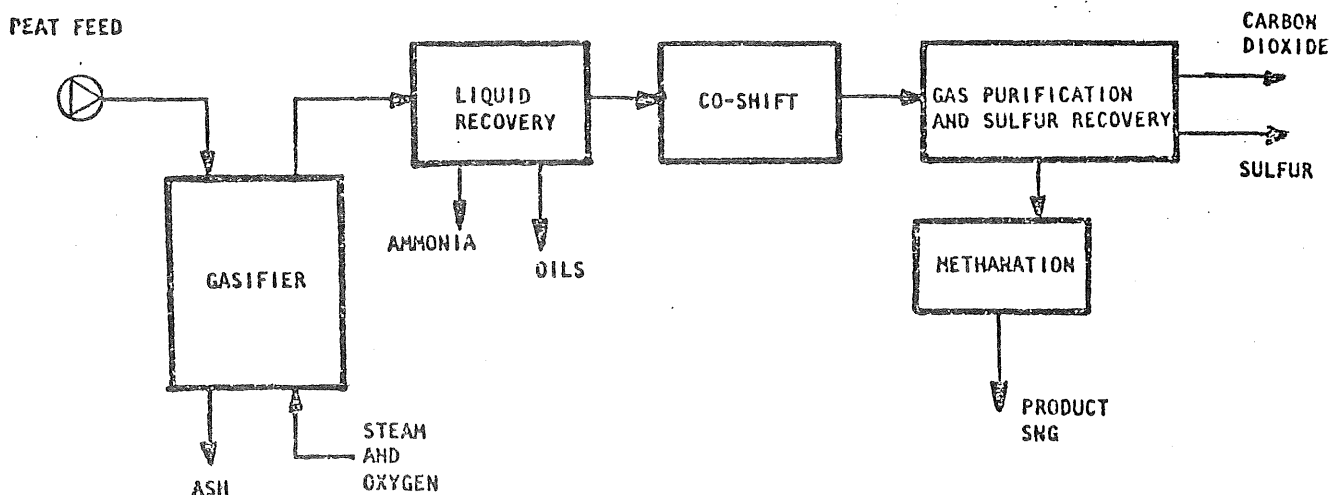 PEAT FEED
CARBON
DIOXIDE
LIQUID
RECOVERY
CO-SHIFT
GAS PURIFICATION
AND SULFUR RECOVERY
SULFUR
AMMONIA
OILS
GASIFIER
METHANATION
PRODUCT
SNG
STEAM
AND
OXYGEN
ASH